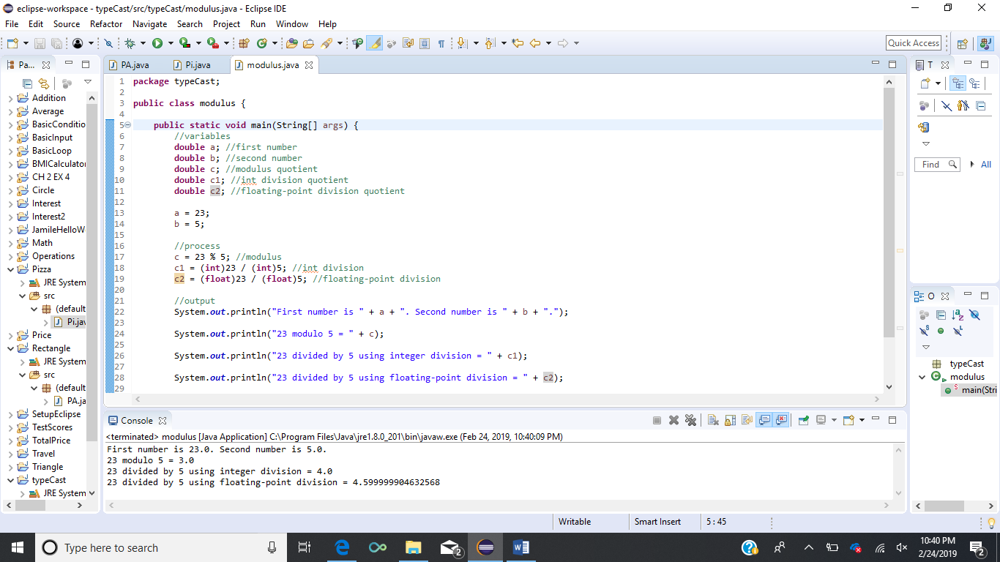 eclipse-workspace - typeCast/src/typeCast/modulus.java - Eclipse IDE
File Edit Source Refactor Navigate Search Project Run Window Help
Quick Access
Pa...
PA.java Pi.java modulus.java
Addition
Average
BasicConditio
BasicInput
BasicLoop
BMICalculator
CH 2 EX 4
Circle
Interest
Interest2
JamileHelloW
Math
Operations
Pizza
JRE System
src
(default
Pi.jav
Price
Rectangle
JRE System
src
(default
PA.ja
SetupEclipse
TestScores
TotalPrice
Travel
Triangle
typeCast
JRE System
1 package typeCast;
2
3 public class modulus {
4
5 public static void main(String[] args) {
6 //variables
7 double a; //first number
8 double b; //second number
9 double c; //modulus quotient
10 double c1; //int division quotient
11 double c2; //floating-point division quotient
12
13 a = 23;
14 b = 5;
15
16 //process
17 c = 23 % 5; //modulus
18 c1 = (int)23 / (int)5; //int division
19 c2 = (float)23 / (float)5; //floating-point division
20
21 //output
22 System.out.println("First number is " + a + ". Second number is " + b + ".");
23
24 System.out.println("23 modulo 5 = " + c);
25
26 System.out.println("23 divided by 5 using integer division = " + c1);
27
28 System.out.println("23 divided by 5 using floating-point division = " + c2);
29
T
Find All
O
typeCast
modulus
main(Stri
Console
<terminated> modulus [Java Application] C:\Program Files\Java\jre1.8.0_201\bin\javaw.exe (Feb 24, 2019, 10:40:09 PM)
First number is 23.0. Second number is 5.0.
23 modulo 5 = 3.0
23 divided by 5 using integer division = 4.0
23 divided by 5 using floating-point division = 4.599999904632568
Writable Smart Insert 5 : 45
Type here to search
2
10:40 PM
2/24/2019
2